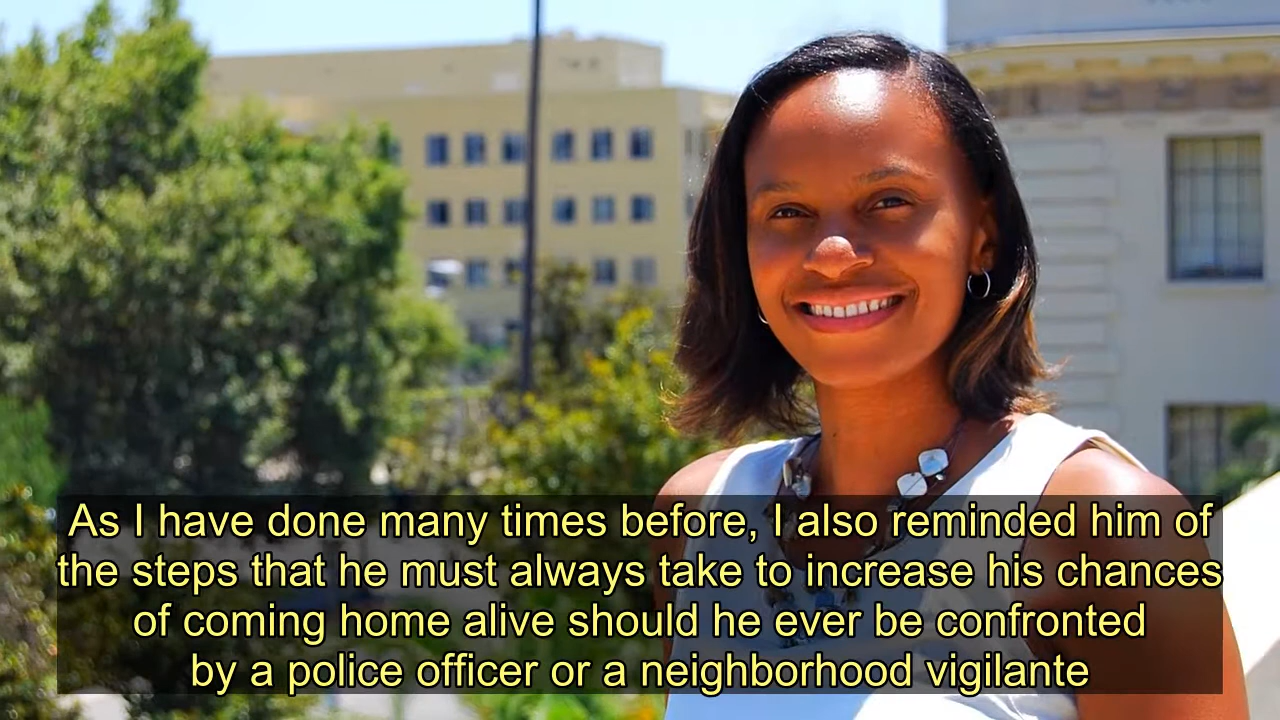 As I have done many times before, I also reminded him of
the steps that he must always take to increase his chances
of coming home alive should he ever be confronted
by a police officer or a neighborhood vigilante